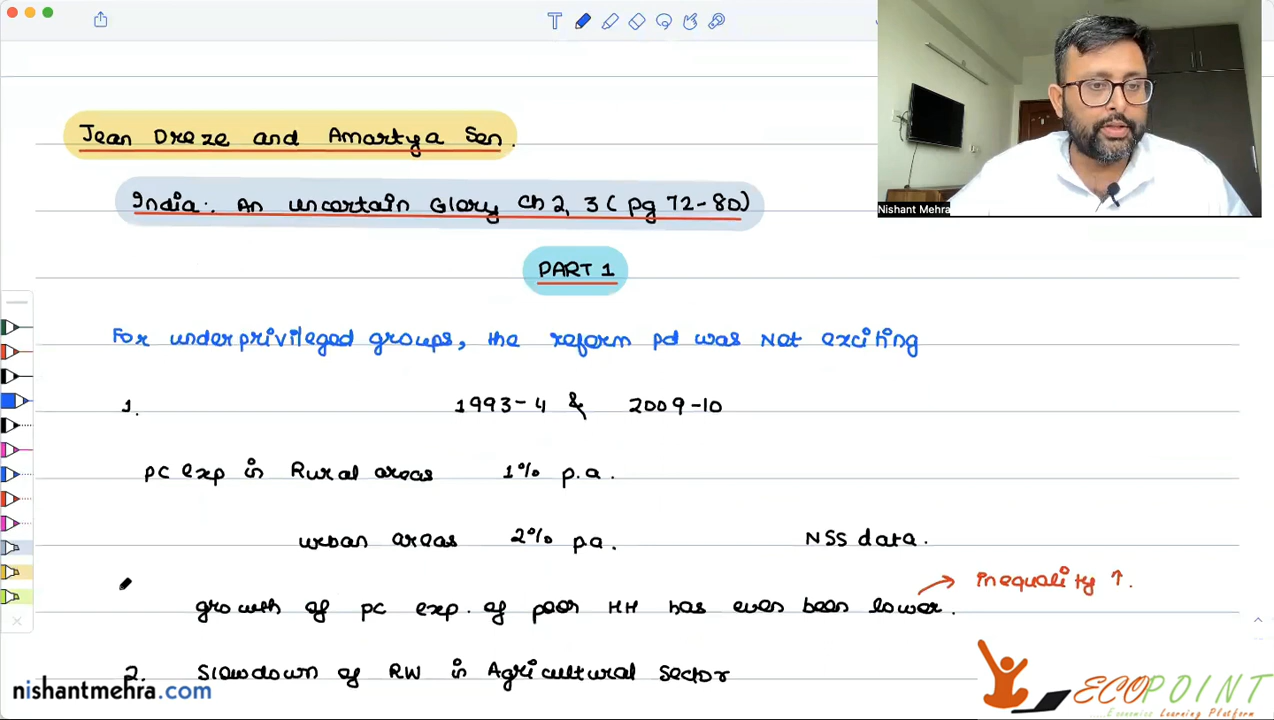 Jean Dreze and Amartya Sen.
India: An uncertain Glory Ch 2, 3 (pg 72-80)
PART 1
For underprivileged groups, the reform pd was Not exciting
1. 1993-4 & 2009-10
pc exp in Rural areas 1% p.a.
urban areas 2% p.a. NSS data.
inequality ↑.
growth of pc exp. of poor HH has even been lower.
2. Slowdown of RW in Agricultural Sector
Nishant Mehra
nishantmehra.com
ECOPOINT
.....Economics Learning Platform